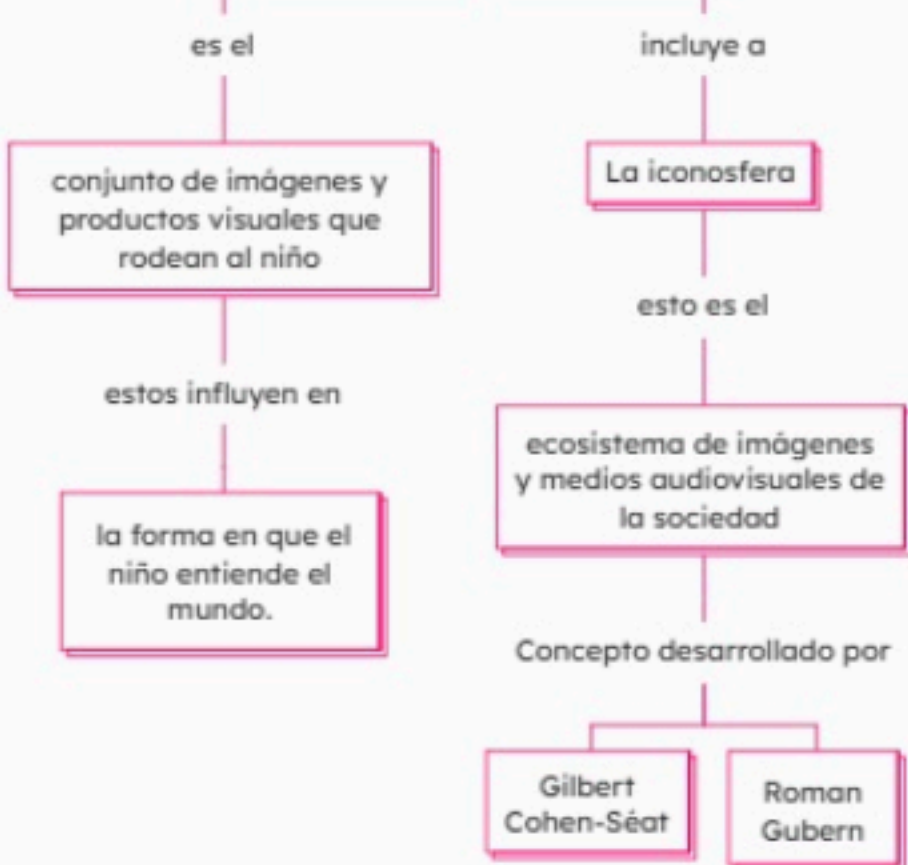 es el
conjunto de imágenes y
productos visuales que
rodean al niño
estos influyen en
la forma en que el
niño entiende el
mundo.
incluye a
La iconosfera
esto es el
ecosistema de imágenes
y medios audiovisuales de
la sociedad
Concepto desarrollado por
Gilbert
Cohen-Séat
Roman
Gubern